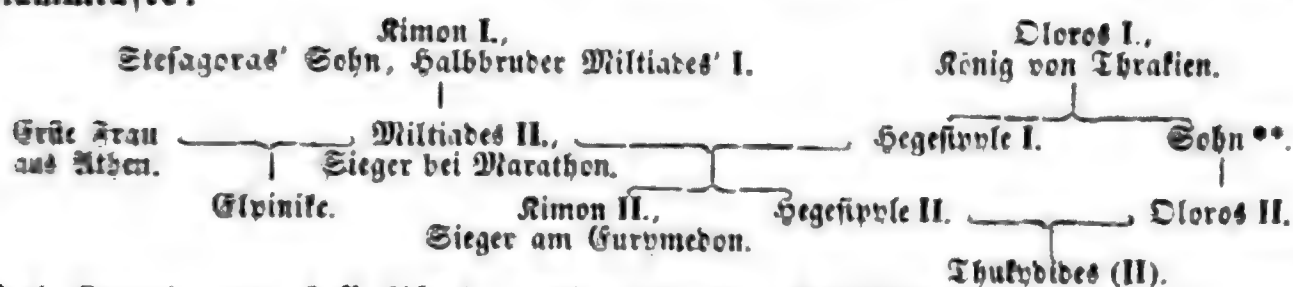 Kimon I., Oloros I.,
Stesagoras' Sohn, Halbbruder Miltiades' I. König von Thrakien.
Erste Frau Miltiades II., Hegesipyle I. Sohn **.
aus Athen. Sieger bei Marathon.
Elpinike. Kimon II., Hegesipyle II. Oloros II.
Sieger am Eurymedon.
Thukydides (II).